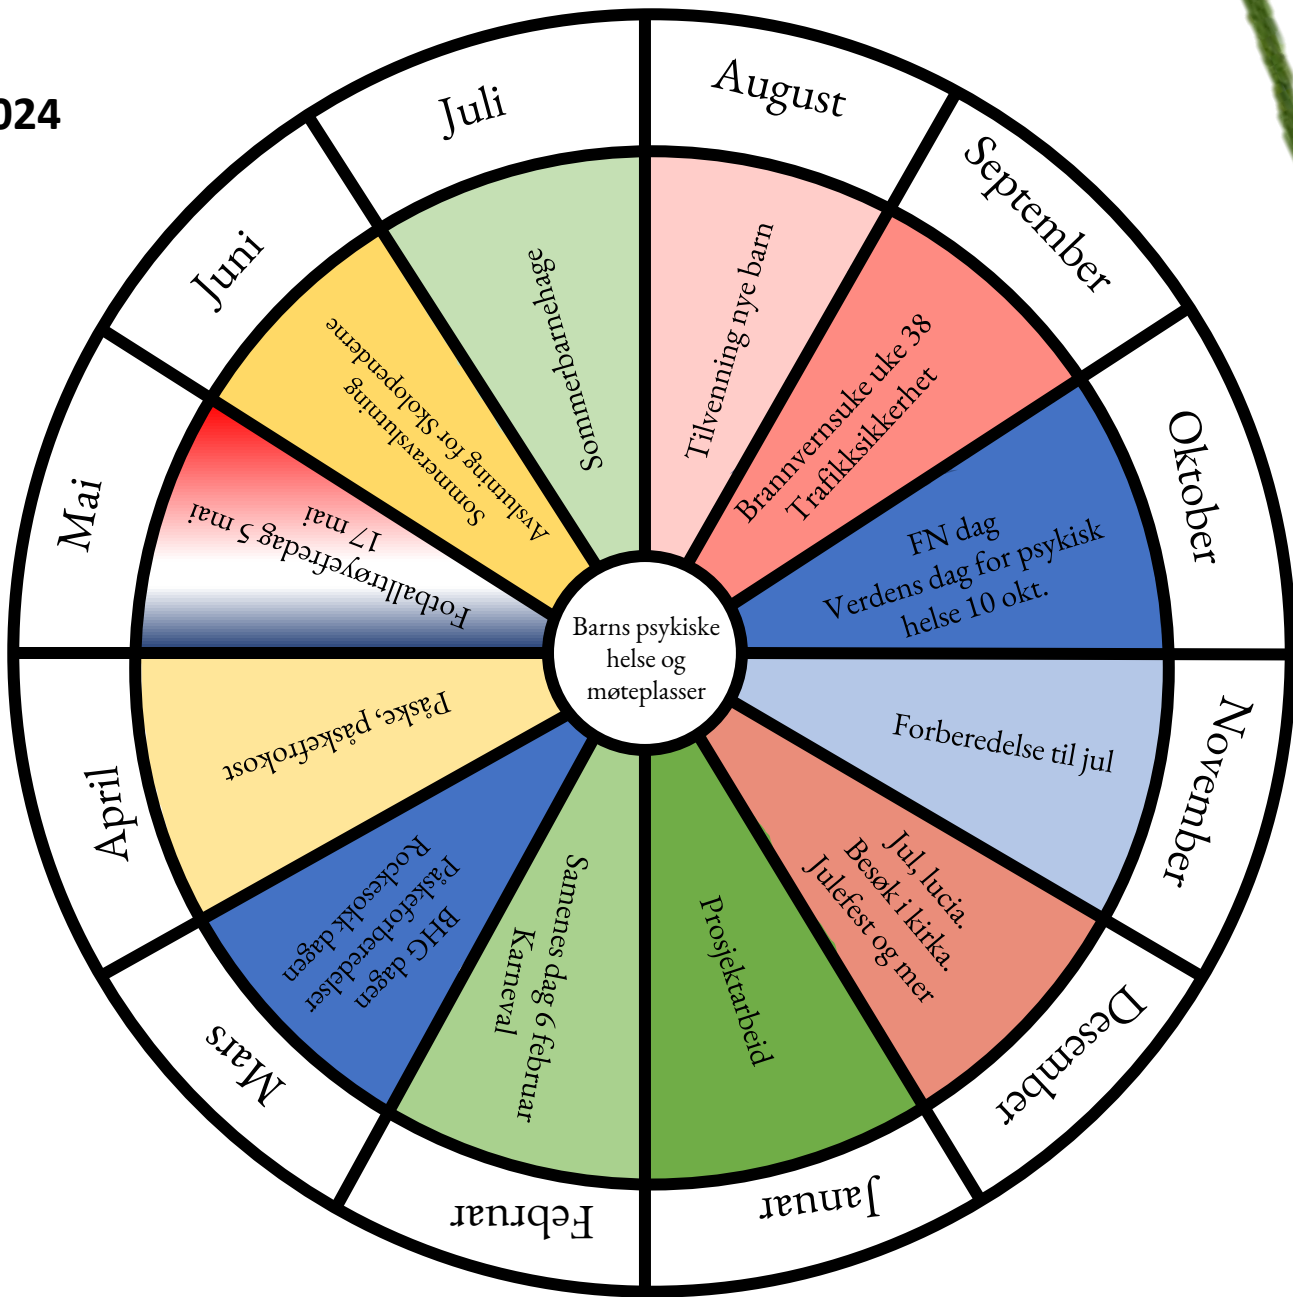 024
August
Tilvenning nye barn
September
Brannvernsuke uke 38
Trafikksikkerhet
Oktober
FN dag
Verdens dag for psykisk
helse 10 okt.
November
Forberedelse til jul
Desember
Jul, lucia.
Besøk i kirka.
Julefest og mer
Januar
Prosjektarbeid
Februar
Samenes dag 6 februar
Karneval
Mars
BHG dagen
Påskeforberedelser
Rockesokk dagen
April
Påske, påskefrokost
Mai
Fotballtrøyefredag 5 mai
17 mai
Juni
Sommeravslutning
Avslutning for Skoloppenderne
Juli
Sommerbarnehage
Barns psykiske
helse og
møteplasser